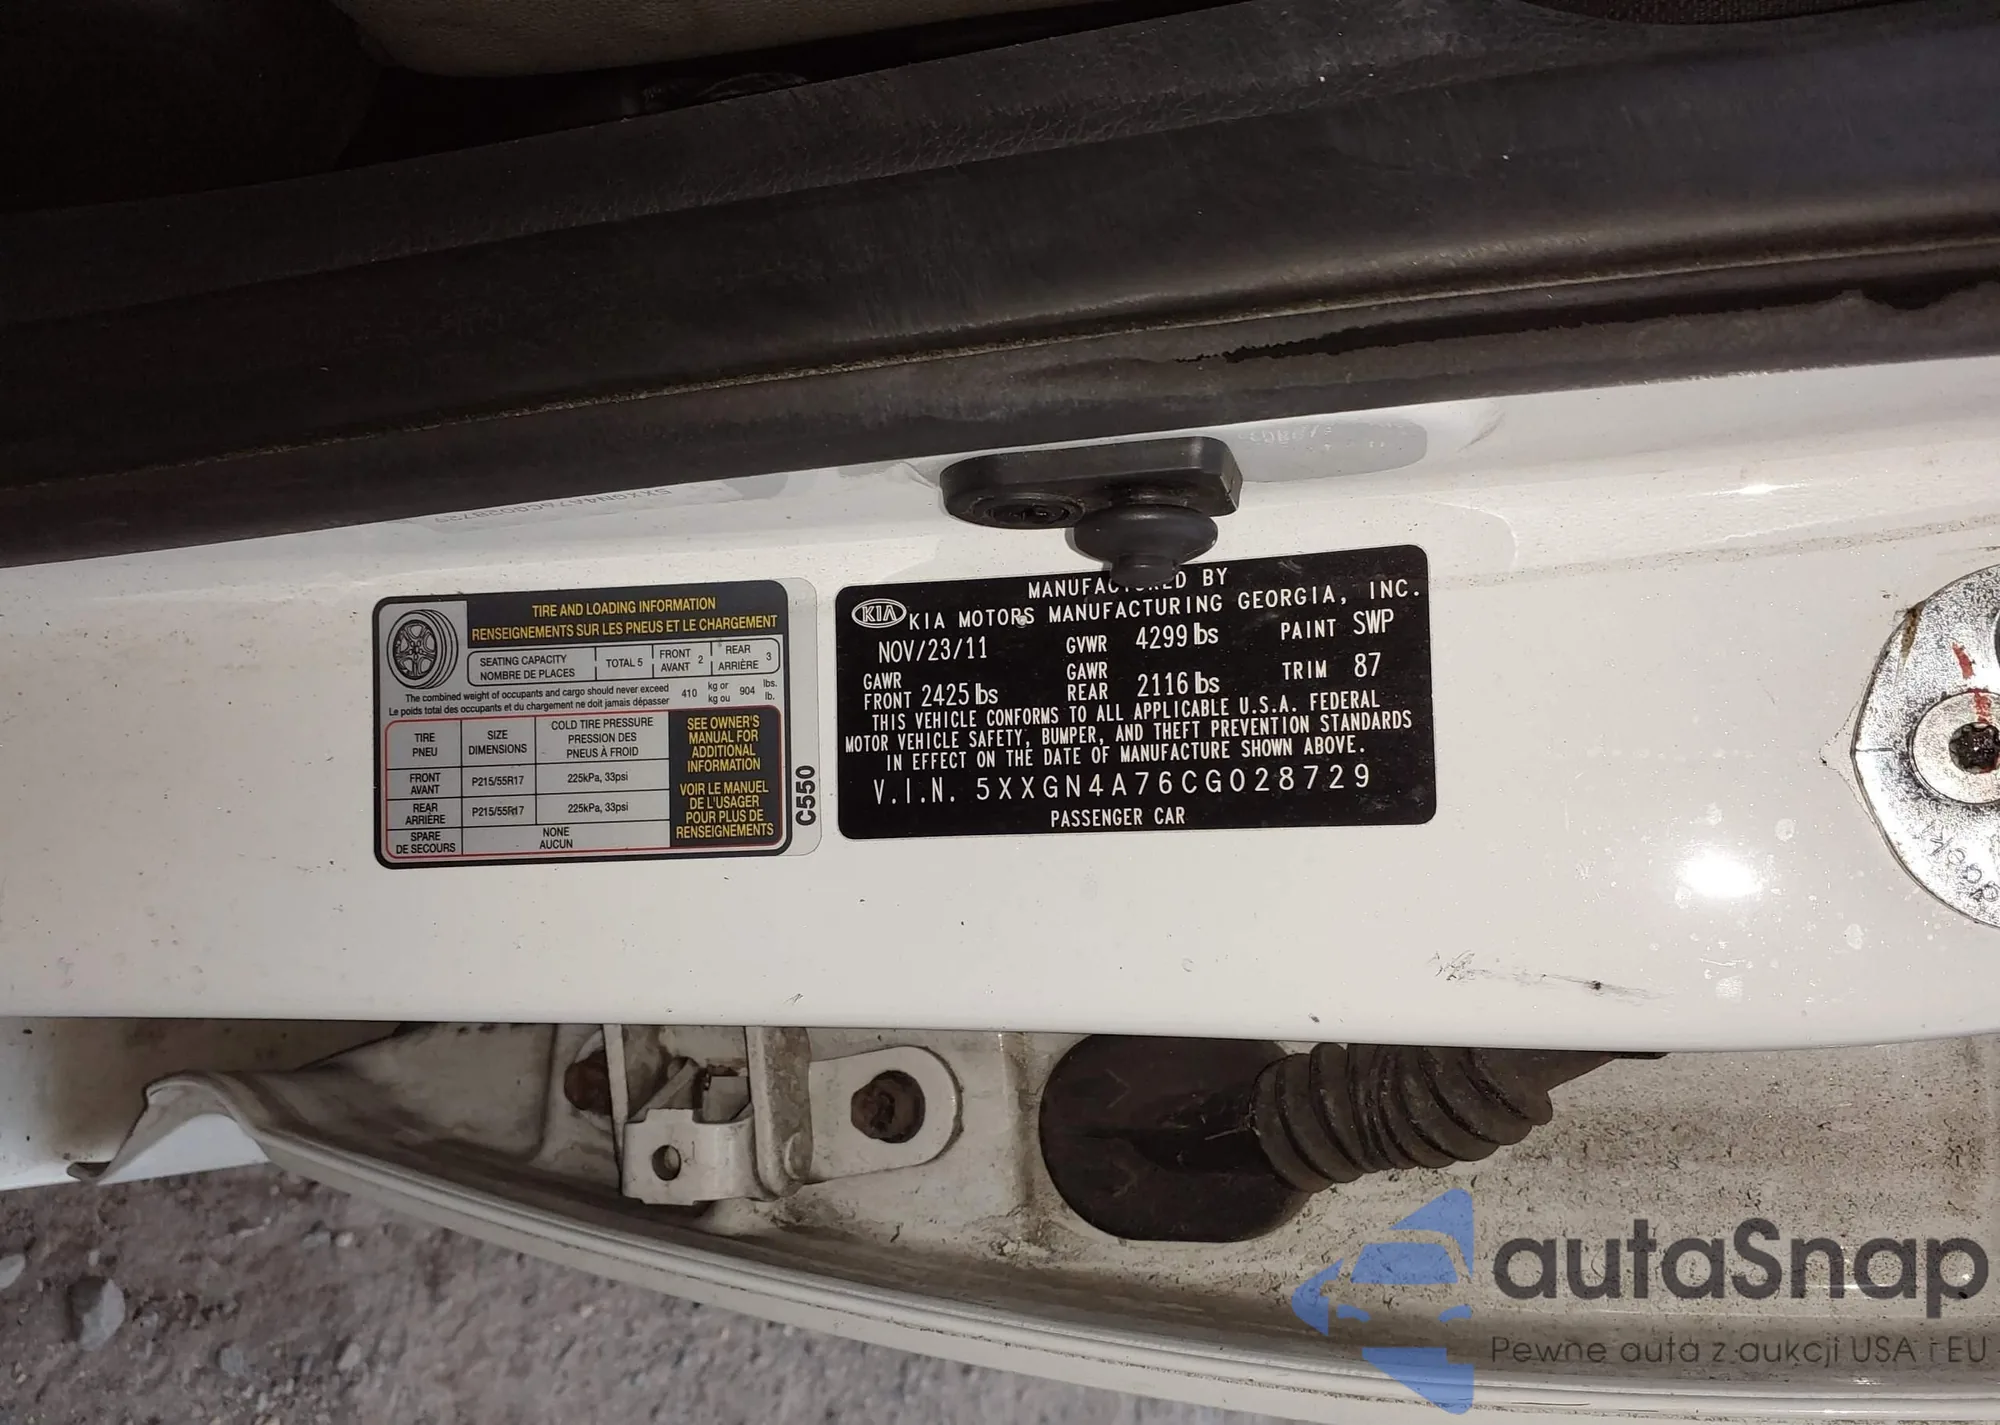 TIRE AND LOADING INFORMATION
RENSEIGNEMENTS SUR LES PNEUS ET LE CHARGEMENT
SEATING CAPACITY
NOMBRE DE PLACES
TOTAL 5
FRONT
AVANT
2
REAR
ARRIÈRE
3
The combined weight of occupants and cargo should never exceed
Le poids total des occupants et du chargement ne doit jamais dépasser
410
kg or
kg ou
904
lbs.
lb.
TIRE
PNEU
SIZE
DIMENSIONS
COLD TIRE PRESSURE
PRESSION DES
PNEUS À FROID
FRONT
AVANT
P215/55R17
225kPa, 33psi
REAR
ARRIÈRE
P215/55R17
225kPa, 33psi
SPARE
DE SECOURS
NONE
AUCUN
SEE OWNER'S
MANUAL FOR
ADDITIONAL
INFORMATION
VOIR LE MANUEL
DE L'USAGER
POUR PLUS DE
RENSEIGNEMENTS
C550
BY
KIA KIA MOTORS MANUFACTURING GEORGIA, INC.
NOV/23/11 GVWR 4299 lbs PAINT SWP
GAWR
FRONT 2425 lbs
GAWR
REAR 2116 lbs
TRIM 87
THIS VEHICLE CONFORMS TO ALL APPLICABLE U.S.A. FEDERAL
MOTOR VEHICLE SAFETY, BUMPER, AND THEFT PREVENTION STANDARDS
IN EFFECT ON THE DATE OF MANUFACTURE SHOWN ABOVE.
V.I.N. 5XXGN4A76CG028729
PASSENGER CAR
5XXGN4A76CG028729
autaSnap
Pewne auta z aukcji USA i EU